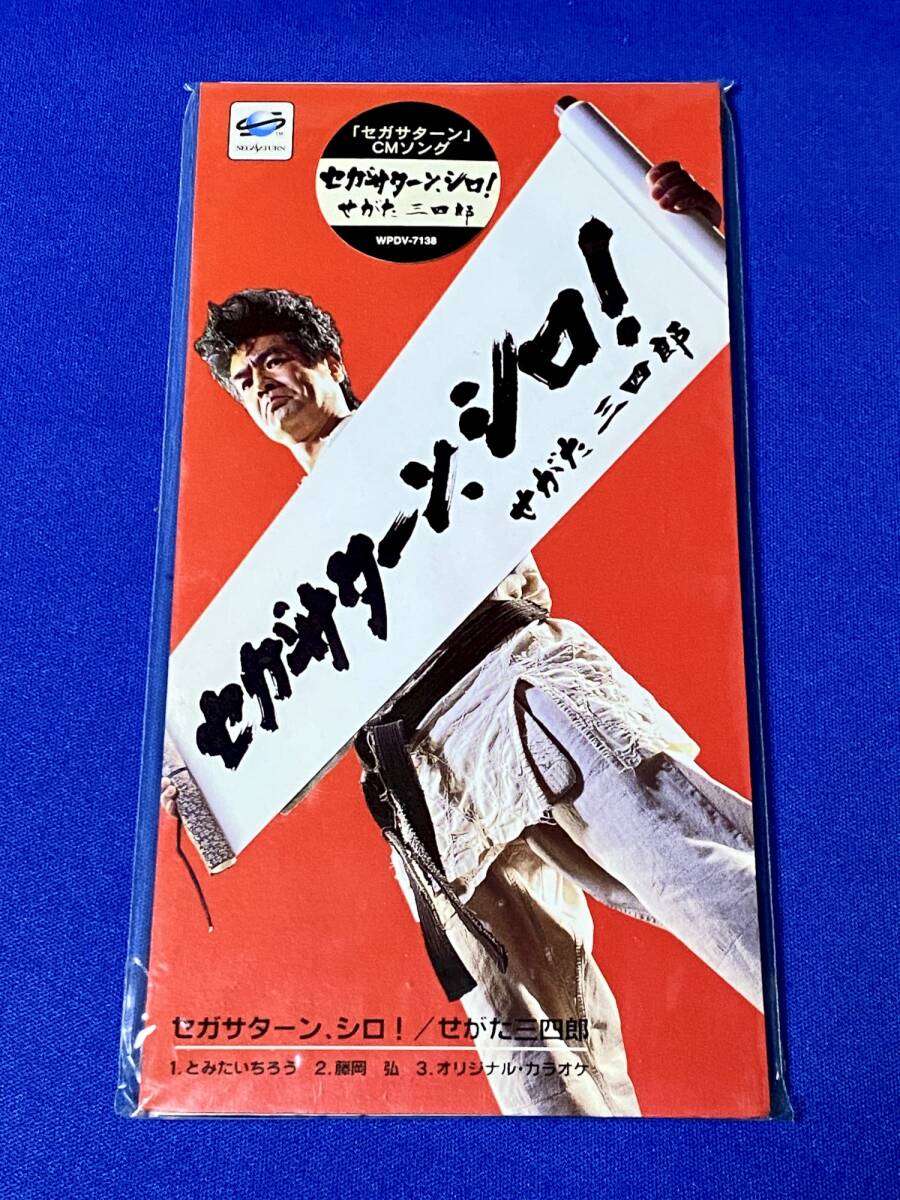 SEGA SATURN
TM
「セガサターン」
CMソング
セガサターン、シロ!
せがた 三四郎
WPDV-7138
セガサターン、シロ!
せがた 三四郎
セガサターン、シロ!/せがた三四郎
1.とみたいちろう 2.藤岡 弘 3.オリジナル・カラオケ